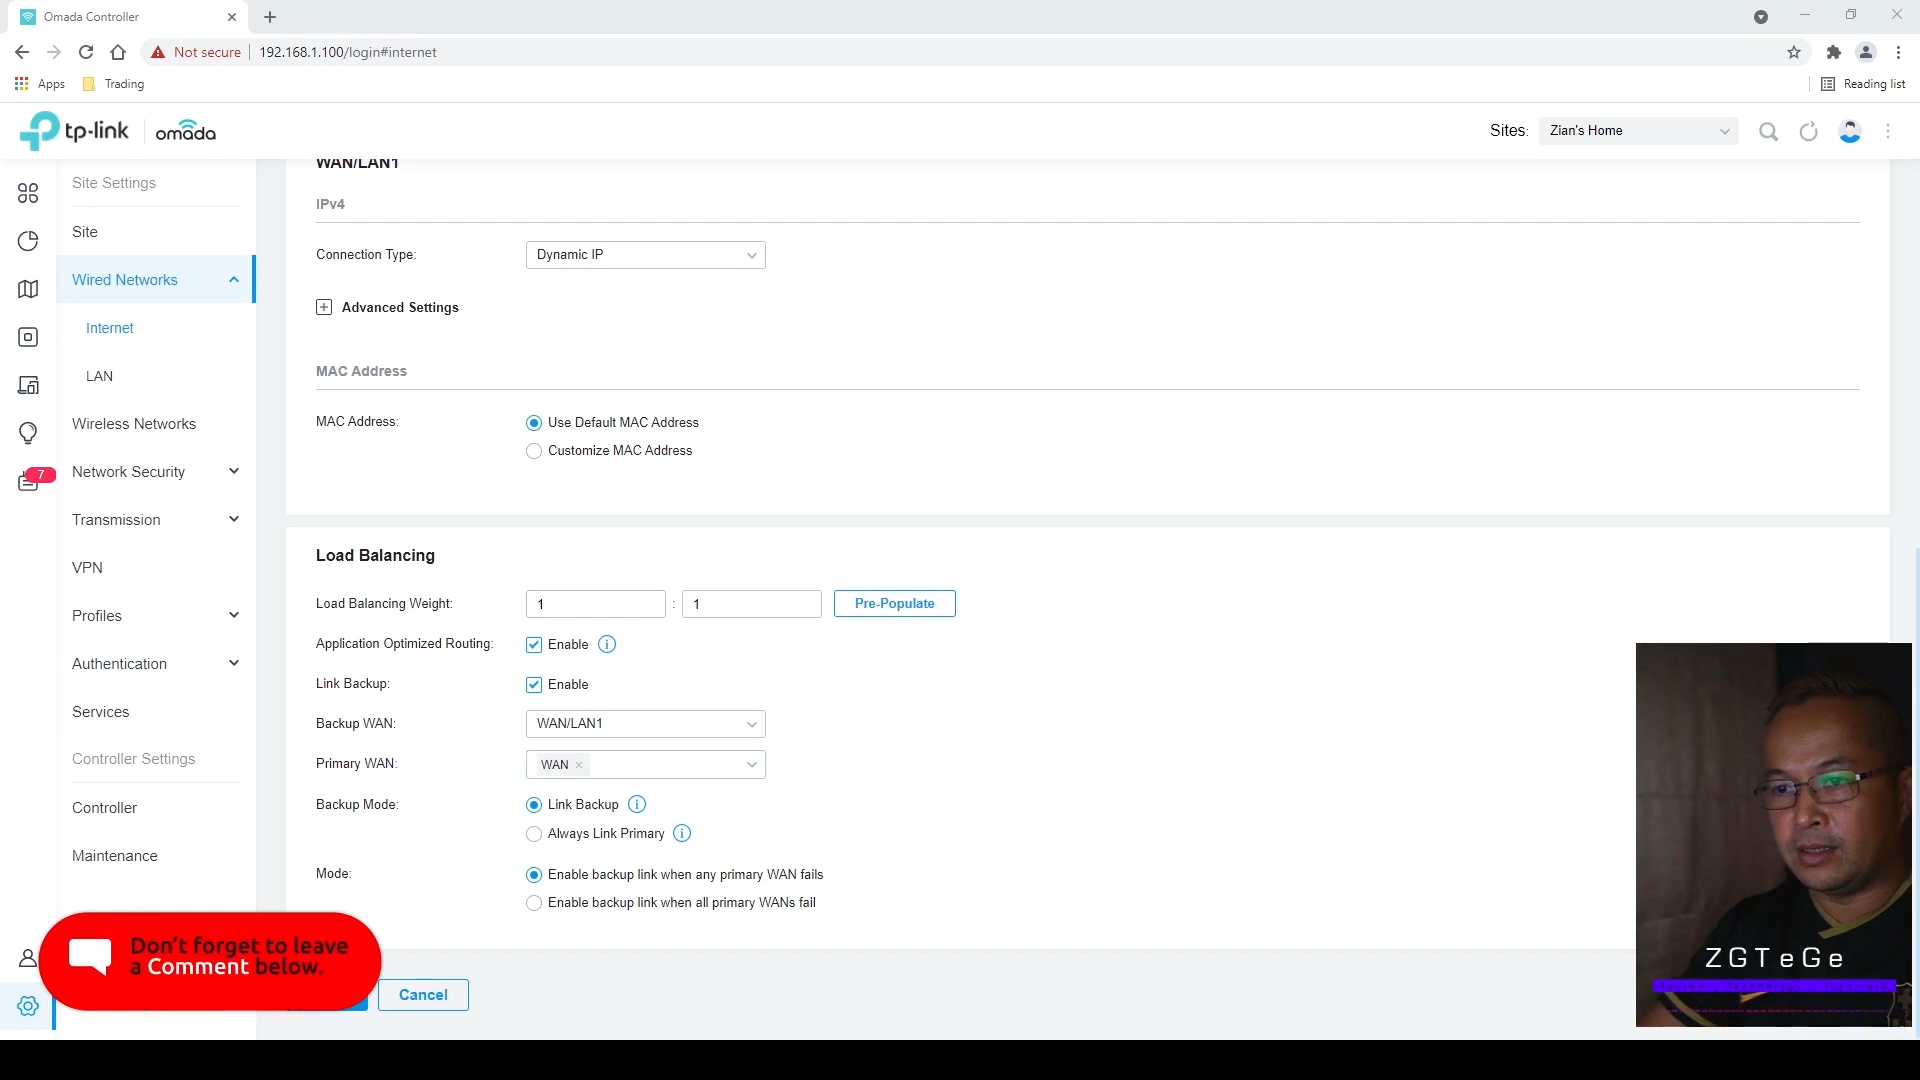 Omada Controller
Not secure
192.168.1.100/login#internet
Apps
Trading
Reading list
tp-link
omada
Sites:
Zian's Home
Site Settings
Site
Wired Networks
Internet
LAN
Wireless Networks
7
Network Security
Transmission
VPN
Profiles
Authentication
Services
Controller Settings
Controller
Maintenance
WAN/LAN1
IPv4
Connection Type:
Dynamic IP
Advanced Settings
MAC Address
MAC Address:
Use Default MAC Address
Customize MAC Address
Load Balancing
Load Balancing Weight:
1 : 1
Pre-Populate
Application Optimized Routing:
Enable
Link Backup:
Enable
Backup WAN:
WAN/LAN1
Primary WAN:
WAN
Backup Mode:
Link Backup
Always Link Primary
Mode:
Enable backup link when any primary WAN fails
Enable backup link when all primary WANs fail
Don't forget to leave
a Comment below.
Cancel
ZGTeGe